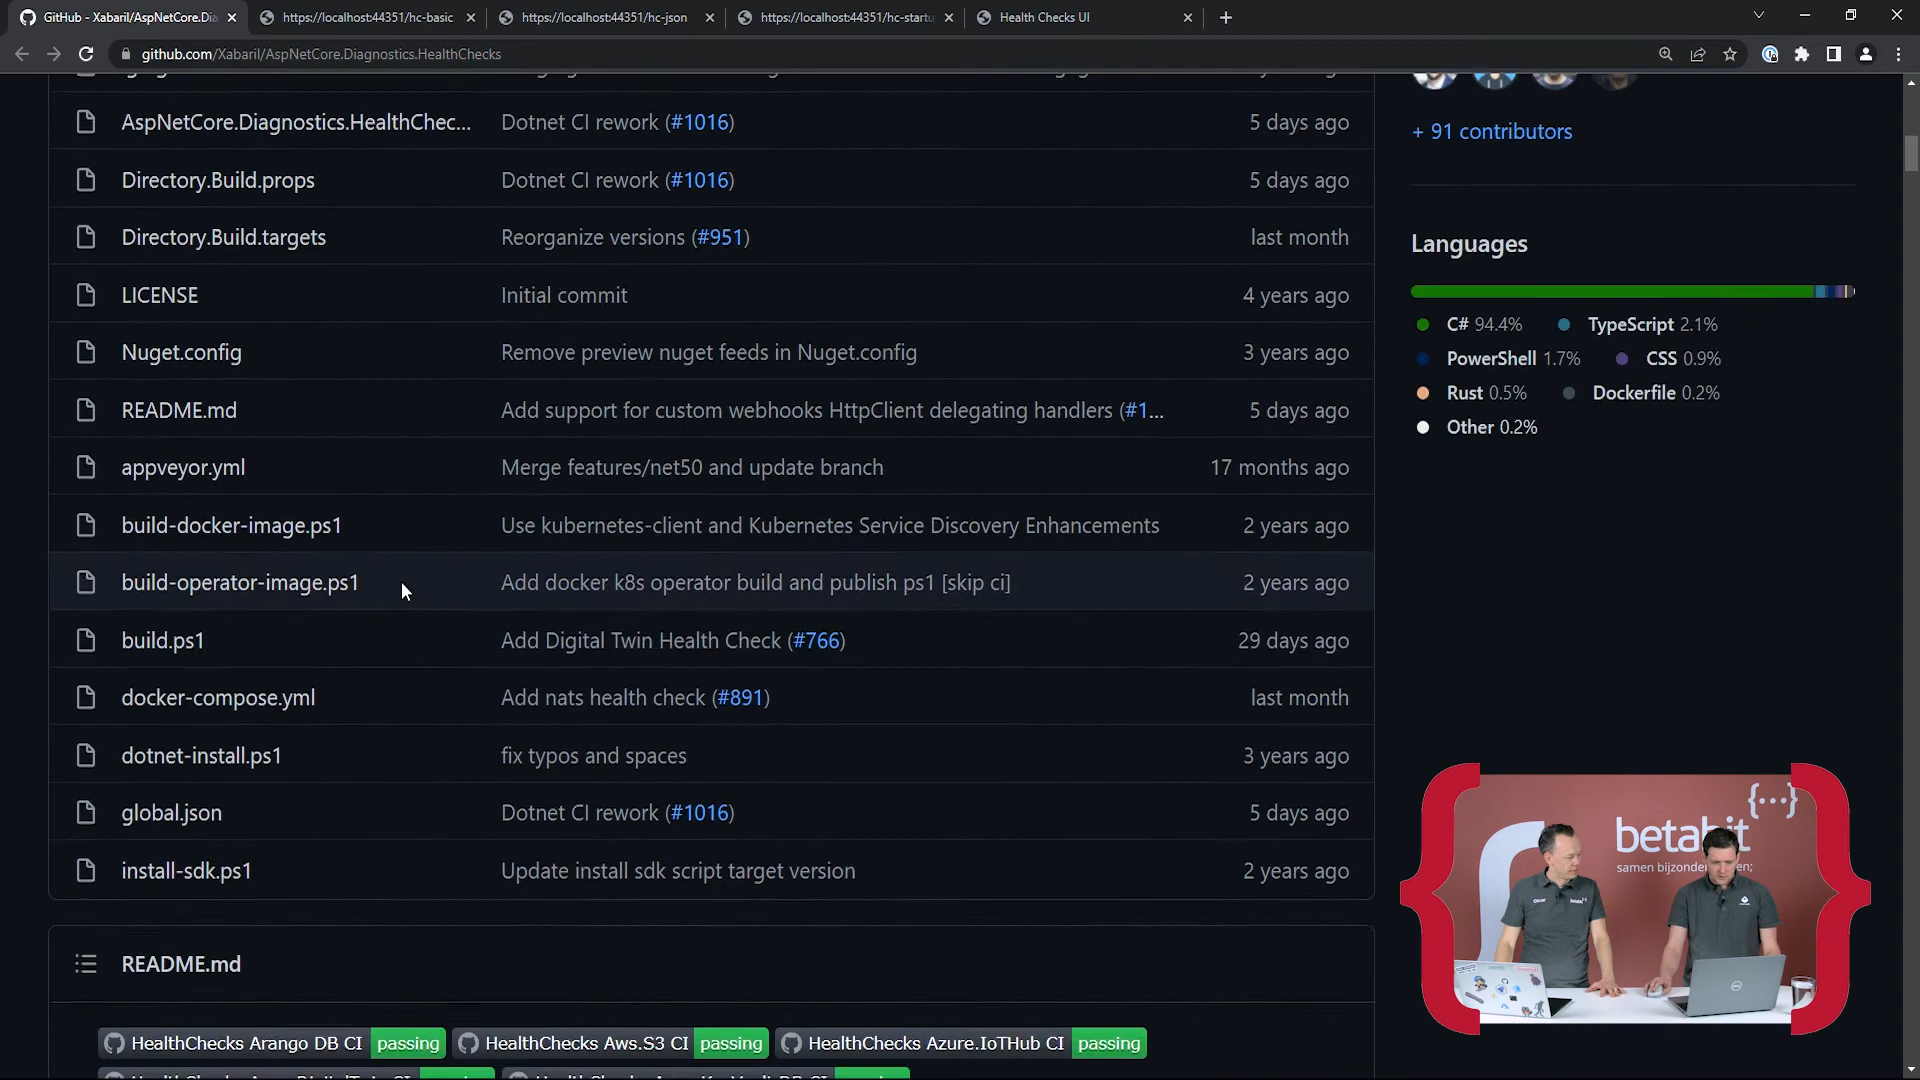 GitHub - Xabaril/AspNetCore.Dia
https://localhost:44351/hc-basic
https://localhost:44351/hc-json
https://localhost:44351/hc-startu
Health Checks UI
github.com/Xabaril/AspNetCore.Diagnostics.HealthChecks
AspNetCore.Diagnostics.HealthChec... Dotnet CI rework (#1016) 5 days ago
Directory.Build.props Dotnet CI rework (#1016) 5 days ago
Directory.Build.targets Reorganize versions (#951) last month
LICENSE Initial commit 4 years ago
Nuget.config Remove preview nuget feeds in Nuget.config 3 years ago
README.md Add support for custom webhooks HttpClient delegating handlers (#1... 5 days ago
appveyor.yml Merge features/net50 and update branch 17 months ago
build-docker-image.ps1 Use kubernetes-client and Kubernetes Service Discovery Enhancements 2 years ago
build-operator-image.ps1 Add docker k8s operator build and publish ps1 [skip ci] 2 years ago
build.ps1 Add Digital Twin Health Check (#766) 29 days ago
docker-compose.yml Add nats health check (#891) last month
dotnet-install.ps1 fix typos and spaces 3 years ago
global.json Dotnet CI rework (#1016) 5 days ago
install-sdk.ps1 Update install sdk script target version 2 years ago
README.md
HealthChecks Arango DB CI passing HealthChecks Aws.S3 CI passing HealthChecks Azure.IoTHub CI passing
+ 91 contributors
Languages
C# 94.4% TypeScript 2.1%
PowerShell 1.7% CSS 0.9%
Rust 0.5% Dockerfile 0.2%
Other 0.2%
{...}
betabit
samen bijzonder